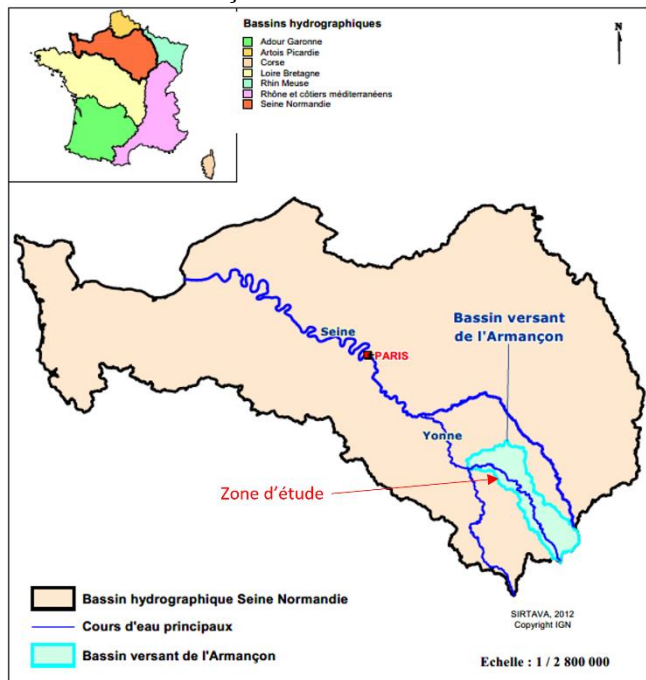 Bassins hydrographiques
Adour Garonne
Artois Picardie
Corse
Loire Bretagne
Rhin Meuse
Rhône et côtiers méditerranéens
Seine Normandie
N
Bassin versant
de l'Armançon
Seine
PARIS
Yonne
Zone d'étude
Bassin hydrographique Seine Normandie
Cours d'eau principaux
Bassin versant de l'Armançon
SIRTAVA, 2012
Copyright IGN
Echelle : 1 / 2 800 000